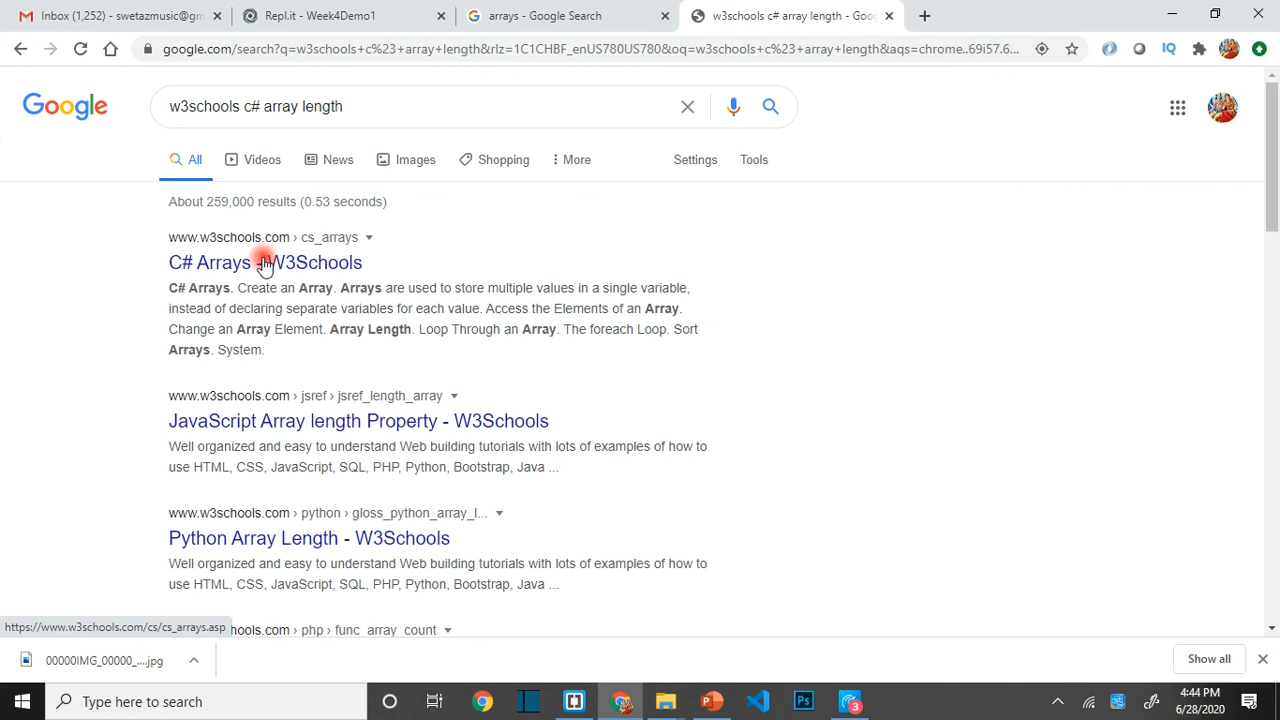 Inbox (1,252) - swetazmusic@gm
Repl.it - Week4Demo1
arrays - Google Search
w3schools c# array length - Goo
google.com/search?q=w3schools+c%23+array+length&rlz=1C1CHBF_enUS780US780&oq=w3schools+c%23+array+length&aqs=chrome..69i57.6...
IQ
Google
w3schools c# array length
All
Videos
News
Images
Shopping
More
Settings
Tools
About 259,000 results (0.53 seconds)
www.w3schools.com › cs_arrays
C# Arrays - W3Schools
C# Arrays. Create an Array. Arrays are used to store multiple values in a single variable,
instead of declaring separate variables for each value. Access the Elements of an Array.
Change an Array Element. Array Length. Loop Through an Array. The foreach Loop. Sort
Arrays. System.
www.w3schools.com › jsref › jsref_length_array
JavaScript Array length Property - W3Schools
Well organized and easy to understand Web building tutorials with lots of examples of how to
use HTML, CSS, JavaScript, SQL, PHP, Python, Bootstrap, Java ...
www.w3schools.com › python › gloss_python_array_l...
Python Array Length - W3Schools
Well organized and easy to understand Web building tutorials with lots of examples of how to
use HTML, CSS, JavaScript, SQL, PHP, Python, Bootstrap, Java ...
https://www.w3schools.com/cs/cs_arrays.asp
hools.com › php › func_array_count
00000IMG_00000_....jpg
Show all
Type here to search
Ps
3
4:44 PM
6/28/2020